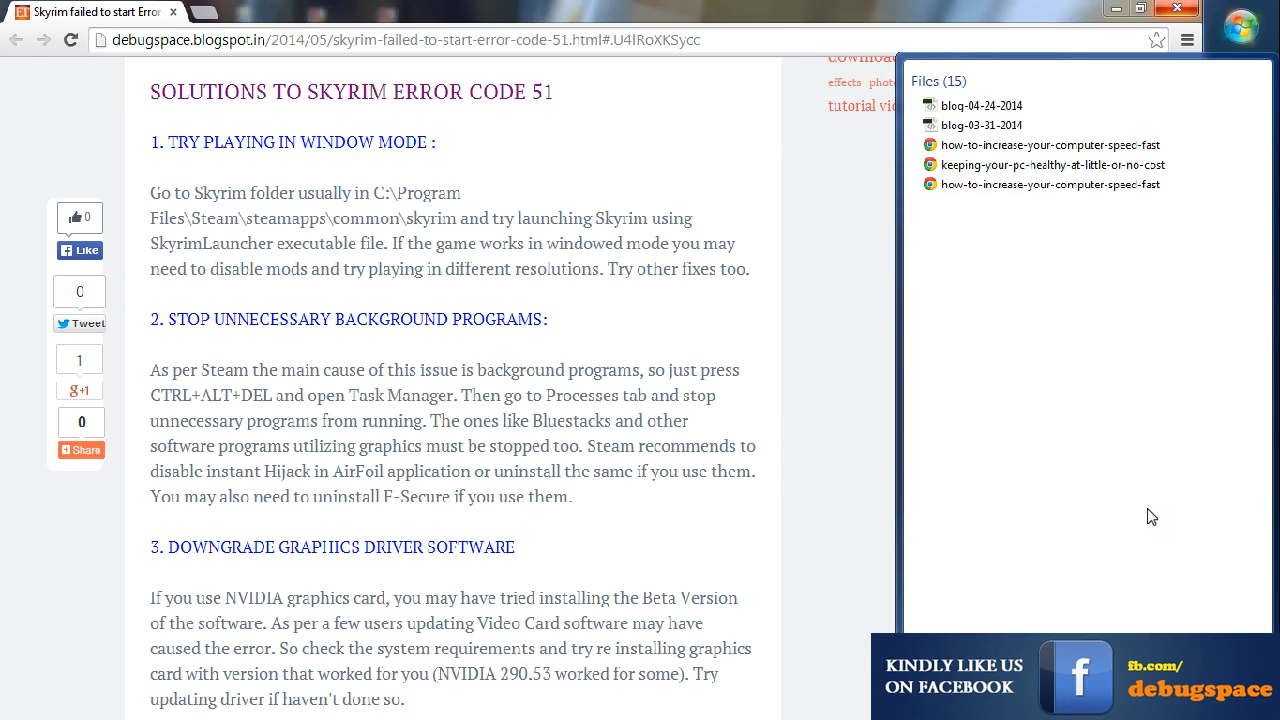 Skyrim failed to start Error
debugspace.blogspot.in/2014/05/skyrim-failed-to-start-error-code-51.html#.U4lRoXKSycc
SOLUTIONS TO SKYRIM ERROR CODE 51
1. TRY PLAYING IN WINDOW MODE :
Go to Skyrim folder usually in C:\Program
Files\Steam\steamapps\common\skyrim and try launching Skyrim using
SkyrimLauncher executable file. If the game works in windowed mode you may
need to disable mods and try playing in different resolutions. Try other fixes too.
2. STOP UNNECESSARY BACKGROUND PROGRAMS:
As per Steam the main cause of this issue is background programs, so just press
CTRL+ALT+DEL and open Task Manager. Then go to Processes tab and stop
unnecessary programs from running. The ones like Bluestacks and other
software programs utilizing graphics must be stopped too. Steam recommends to
disable instant Hijack in AirFoil application or uninstall the same if you use them.
You may also need to uninstall F-Secure if you use them.
3. DOWNGRADE GRAPHICS DRIVER SOFTWARE
If you use NVIDIA graphics card, you may have tried installing the Beta Version
of the software. As per a few users updating Video Card software may have
caused the error. So check the system requirements and try re installing graphics
card with version that worked for you (NVIDIA 290.53 worked for some). Try
updating driver if haven't done so.
0
Like
0
Tweet
1
g+1
0
Share
effects
tutorial
Files (15)
blog-04-24-2014
blog-03-31-2014
how-to-increase-your-computer-speed-fast
keeping-your-pc-healthy-at-little-or-no-cost
how-to-increase-your-computer-speed-fast
KINDLY LIKE US
ON FACEBOOK
f
fb.com/
debugspace